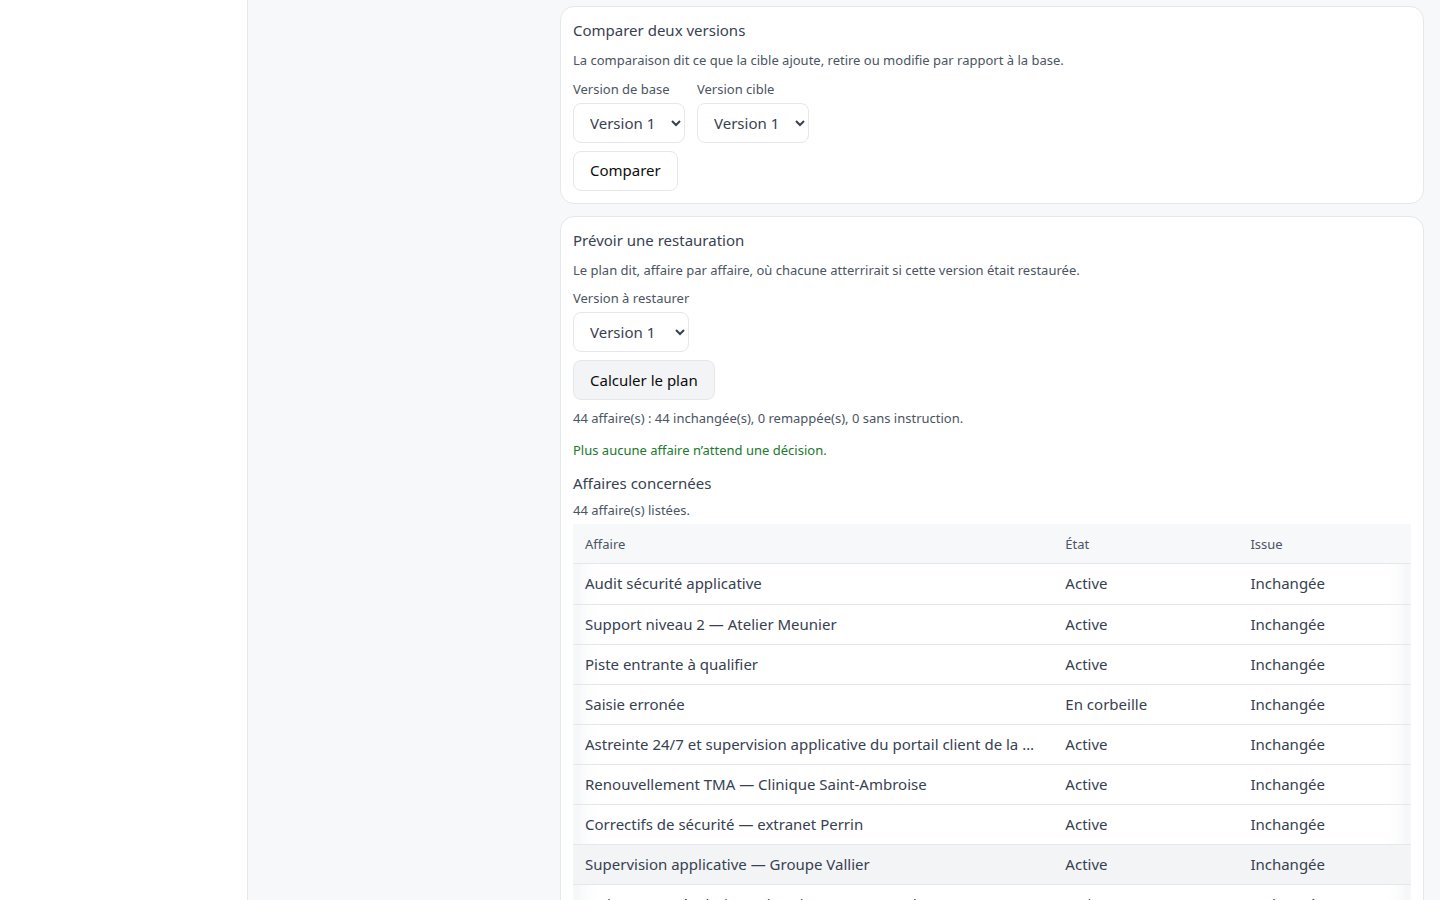 Comparer deux versions
La comparaison dit ce que la cible ajoute, retire ou modifie par rapport à la base.
Version de base Version cible
Version 1 Version 1
Comparer
Prévoir une restauration
Le plan dit, affaire par affaire, où chacune atterrirait si cette version était restaurée.
Version à restaurer
Version 1
Calculer le plan
44 affaire(s) : 44 inchangée(s), 0 remappée(s), 0 sans instruction.
Plus aucune affaire n’attend une décision.
Affaires concernées
44 affaire(s) listées.
Affaire État Issue
Audit sécurité applicative Active Inchangée
Support niveau 2 — Atelier Meunier Active Inchangée
Piste entrante à qualifier Active Inchangée
Saisie erronée En corbeille Inchangée
Astreinte 24/7 et supervision applicative du portail client de la ... Active Inchangée
Renouvellement TMA — Clinique Saint-Ambroise Active Inchangée
Correctifs de sécurité — extranet Perrin Active Inchangée
Supervision applicative — Groupe Vallier Active Inchangée